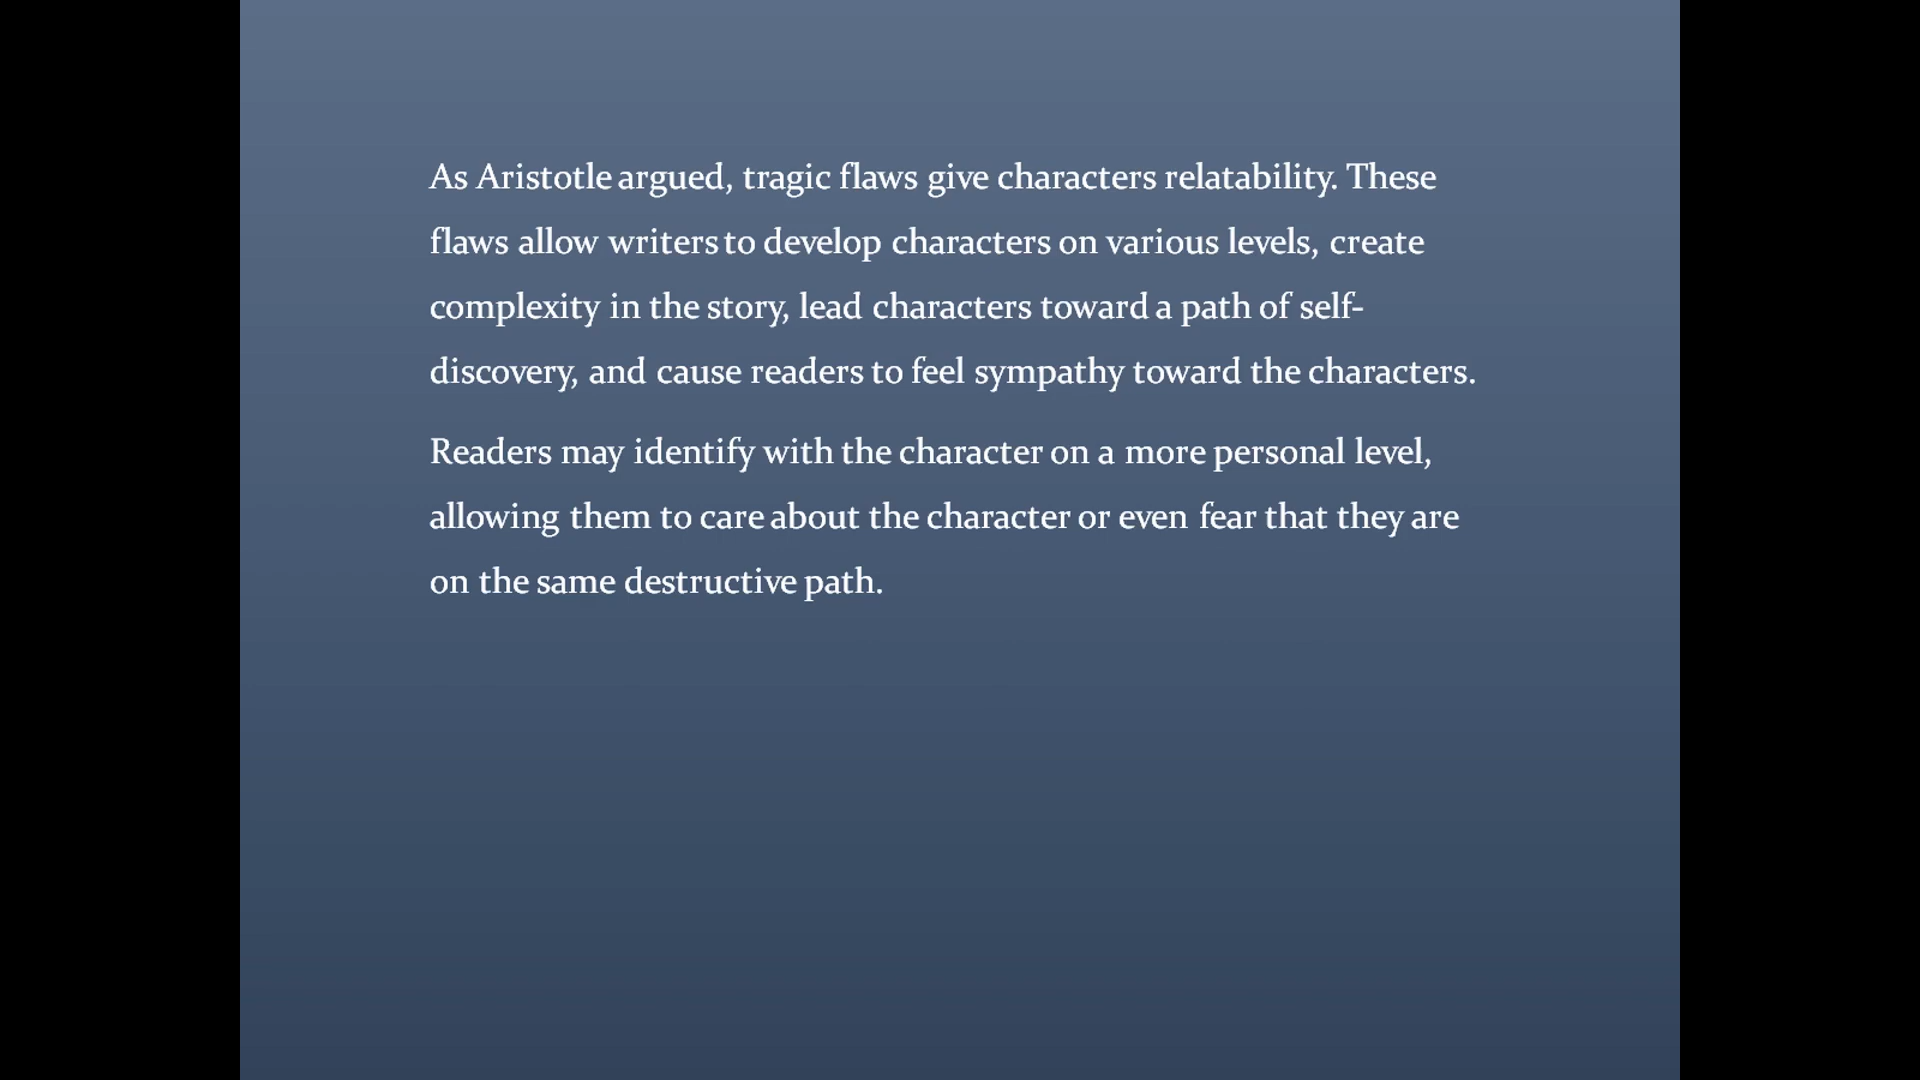 As Aristotle argued, tragic flaws give characters relatability. These
flaws allow writers to develop characters on various levels, create
complexity in the story, lead characters toward a path of self-
discovery, and cause readers to feel sympathy toward the characters.
Readers may identify with the character on a more personal level,
allowing them to care about the character or even fear that they are
on the same destructive path.